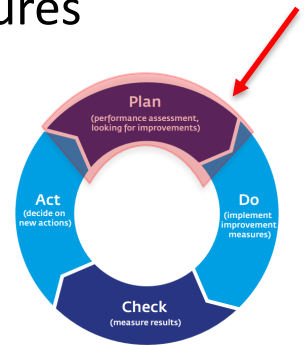 ures
Plan
(performance assessment,
looking for improvements)
Do
(implement
improvement
measures)
Check
(measure results)
Act
(decide on
new actions)